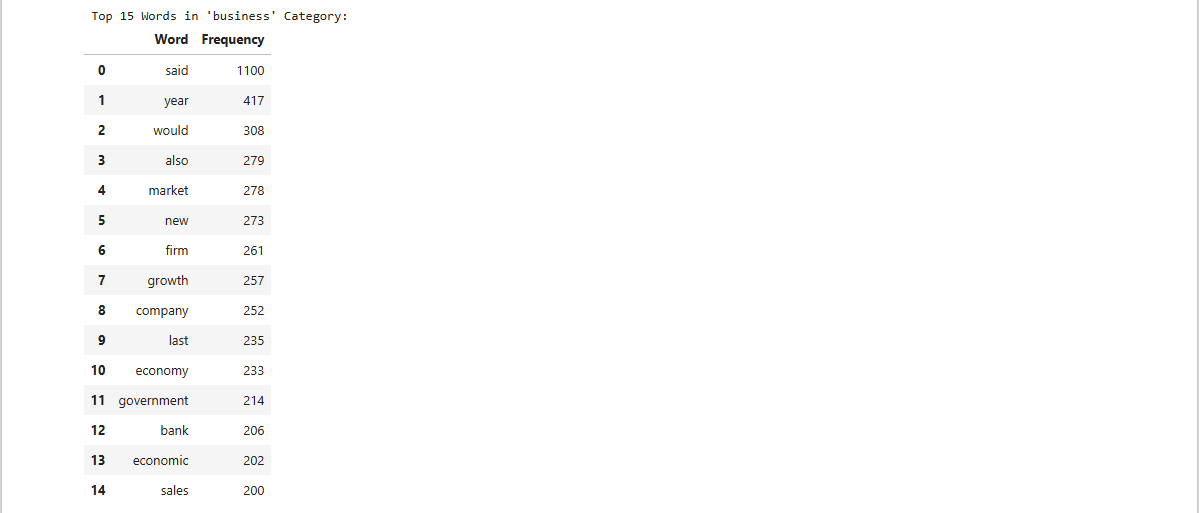 Top 15 Words in 'business' Category:
Word Frequency
0 said 1100
1 year 417
2 would 308
3 also 279
4 market 278
5 new 273
6 firm 261
7 growth 257
8 company 252
9 last 235
10 economy 233
11 government 214
12 bank 206
13 economic 202
14 sales 200